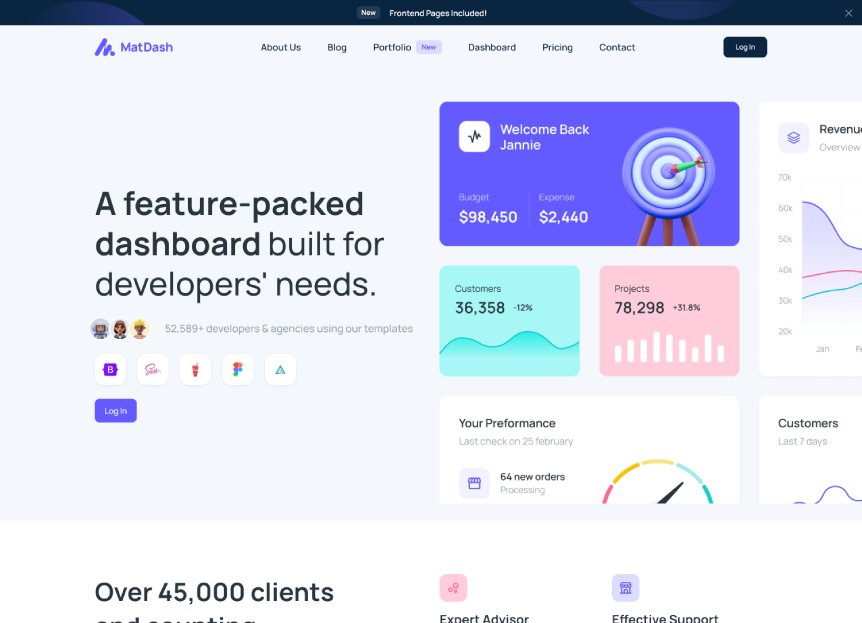 New Frontend Pages Included!
MatDash
About Us Blog Portfolio New Dashboard Pricing Contact Log In
A feature-packed
dashboard built for
developers' needs.
52,589+ developers & agencies using our templates
B Sass
Log In
Welcome Back
Jannie
Budget Expense
$98,450 $2,440
Customers
36,358 -12%
Projects
78,298 +31.8%
Your Preformance
Last check on 25 february
64 new orders
Processing
Revenue
Overview
70k
60k
50k
40k
30k
20k
Jan
Customers
Last 7 days
Over 45,000 clients
and counting
Expert Advisor
Effective Support